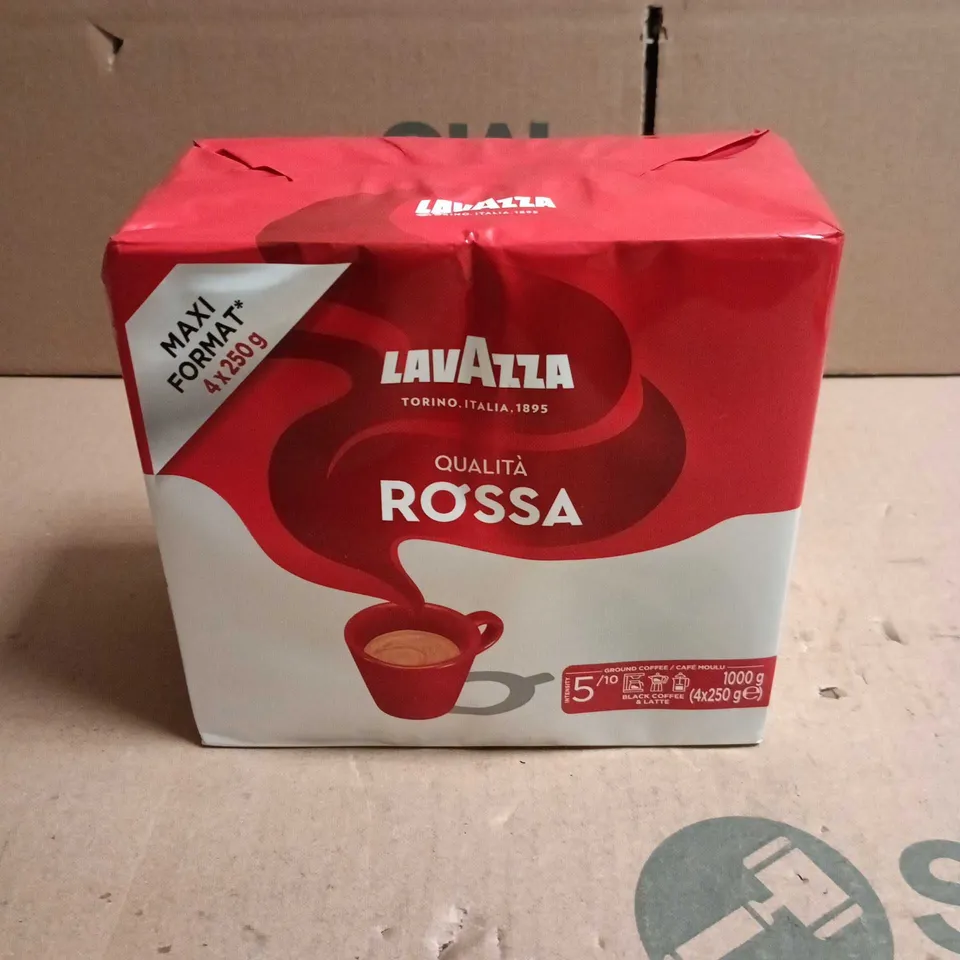 LAVAZZA
TORINO, ITALIA, 1895
MAXI
FORMAT*
4x250g
LAVAZZA
TORINO, ITALIA, 1895
QUALITÀ
ROSSA
GROUND COFFEE / CAFÉ MOULU
INTENSITY
5/10
BLACK COFFEE
& LATTE
1000 g
(4x250 g℮)